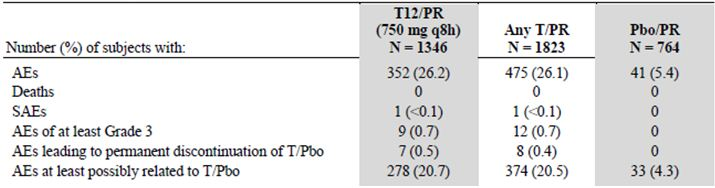 T12/PR
(750 mg q8h) Any T/PR Pbo/PR
Number (%) of subjects with: N = 1346 N = 1823 N = 764
AEs 352 (26.2) 475 (26.1) 41 (5.4)
Deaths 0 0 0
SAEs 1 (<0.1) 1 (<0.1) 0
AEs of at least Grade 3 9 (0.7) 12 (0.7) 0
AEs leading to permanent discontinuation of T/Pbo 7 (0.5) 8 (0.4) 0
AEs at least possibly related to T/Pbo 278 (20.7) 374 (20.5) 33 (4.3)